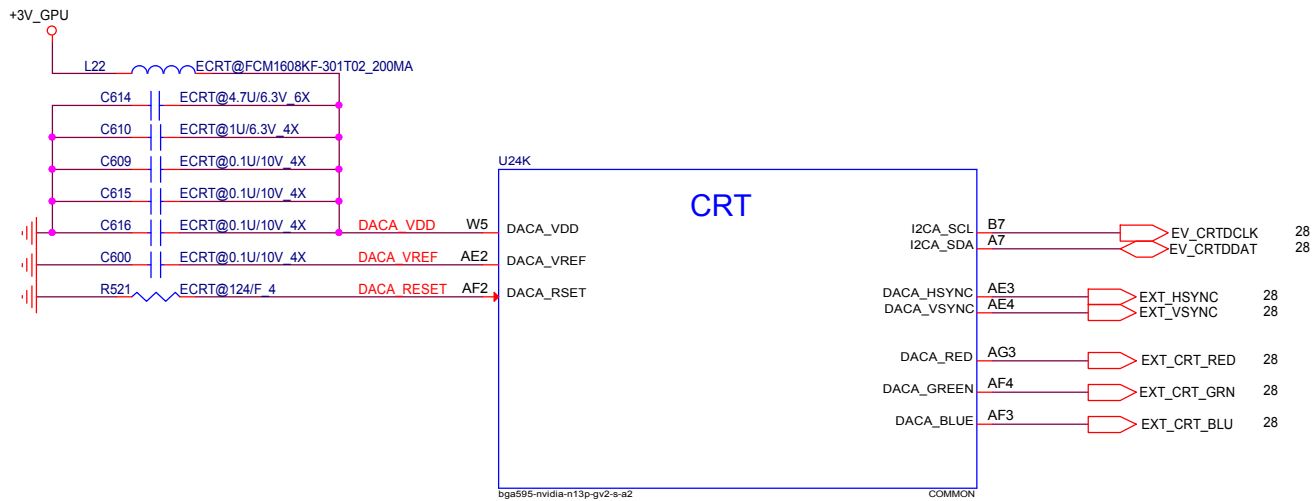 +3V_GPU
L22 ECRT@FCM1608KF-301T02_200MA
C614 ECRT@4.7U/6.3V_6X
C610 ECRT@1U/6.3V_4X
C609 ECRT@0.1U/10V_4X
U24K
C615 ECRT@0.1U/10V_4X
CRT
C616 ECRT@0.1U/10V_4X DACA_VDD W5 DACA_VDD I2CA_SCL B7 EV_CRTDCLK 28
I2CA_SDA A7 EV_CRTDDAT 28
C600 ECRT@0.1U/10V_4X DACA_VREF AE2 DACA_VREF
R521 ECRT@124/F_4 DACA_RESET AF2 DACA_RSET DACA_HSYNC AE3 EXT_HSYNC 28
DACA_VSYNC AE4 EXT_VSYNC 28
DACA_RED AG3 EXT_CRT_RED 28
DACA_GREEN AF4 EXT_CRT_GRN 28
DACA_BLUE AF3 EXT_CRT_BLU 28
bga595-nvidia-n13p-gv2-s-a2 COMMON